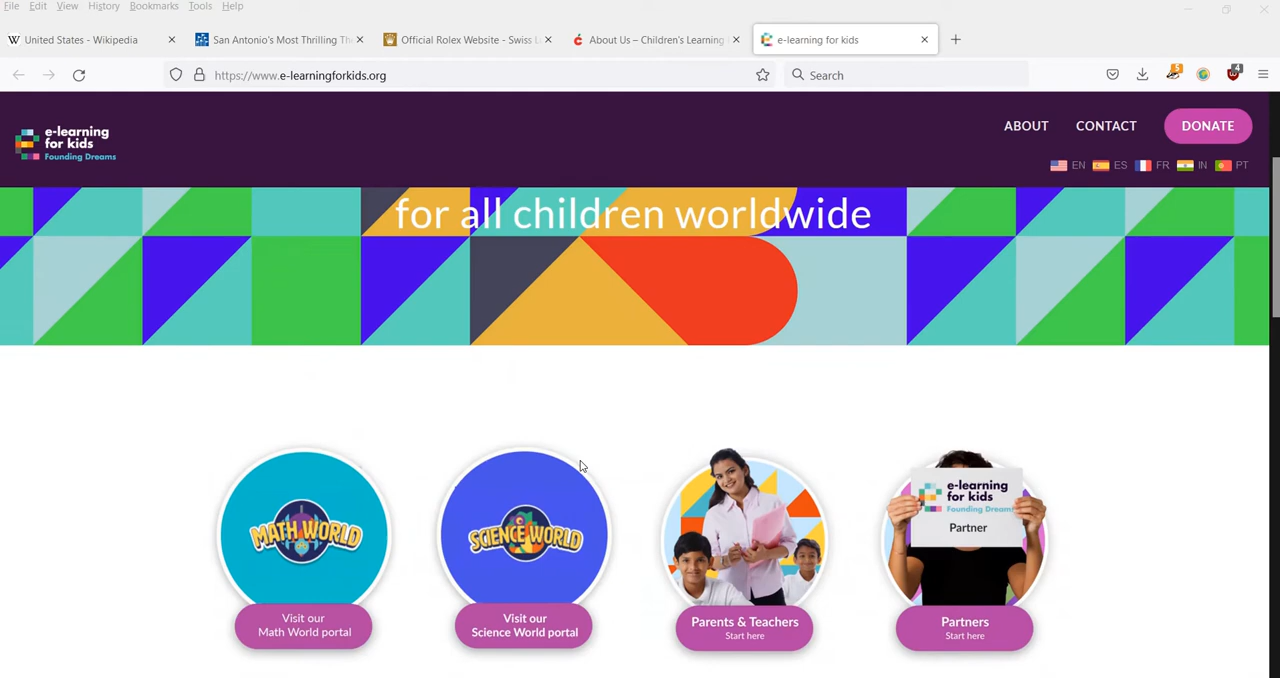 File Edit View History Bookmarks Tools Help
United States - Wikipedia
San Antonio's Most Thrilling The
Official Rolex Website - Swiss L
About Us – Children's Learning
e-learning for kids
https://www.e-learningforkids.org
Search
5
4
e-learning
for kids
Founding Dreams
ABOUT
CONTACT
DONATE
EN
ES
FR
IN
PT
for all children worldwide
MATH WORLD
SCIENCE WORLD
e-learning
for kids
Founding Dreams
Partner
Visit our
Math World portal
Visit our
Science World portal
Parents & Teachers
Start here
Partners
Start here